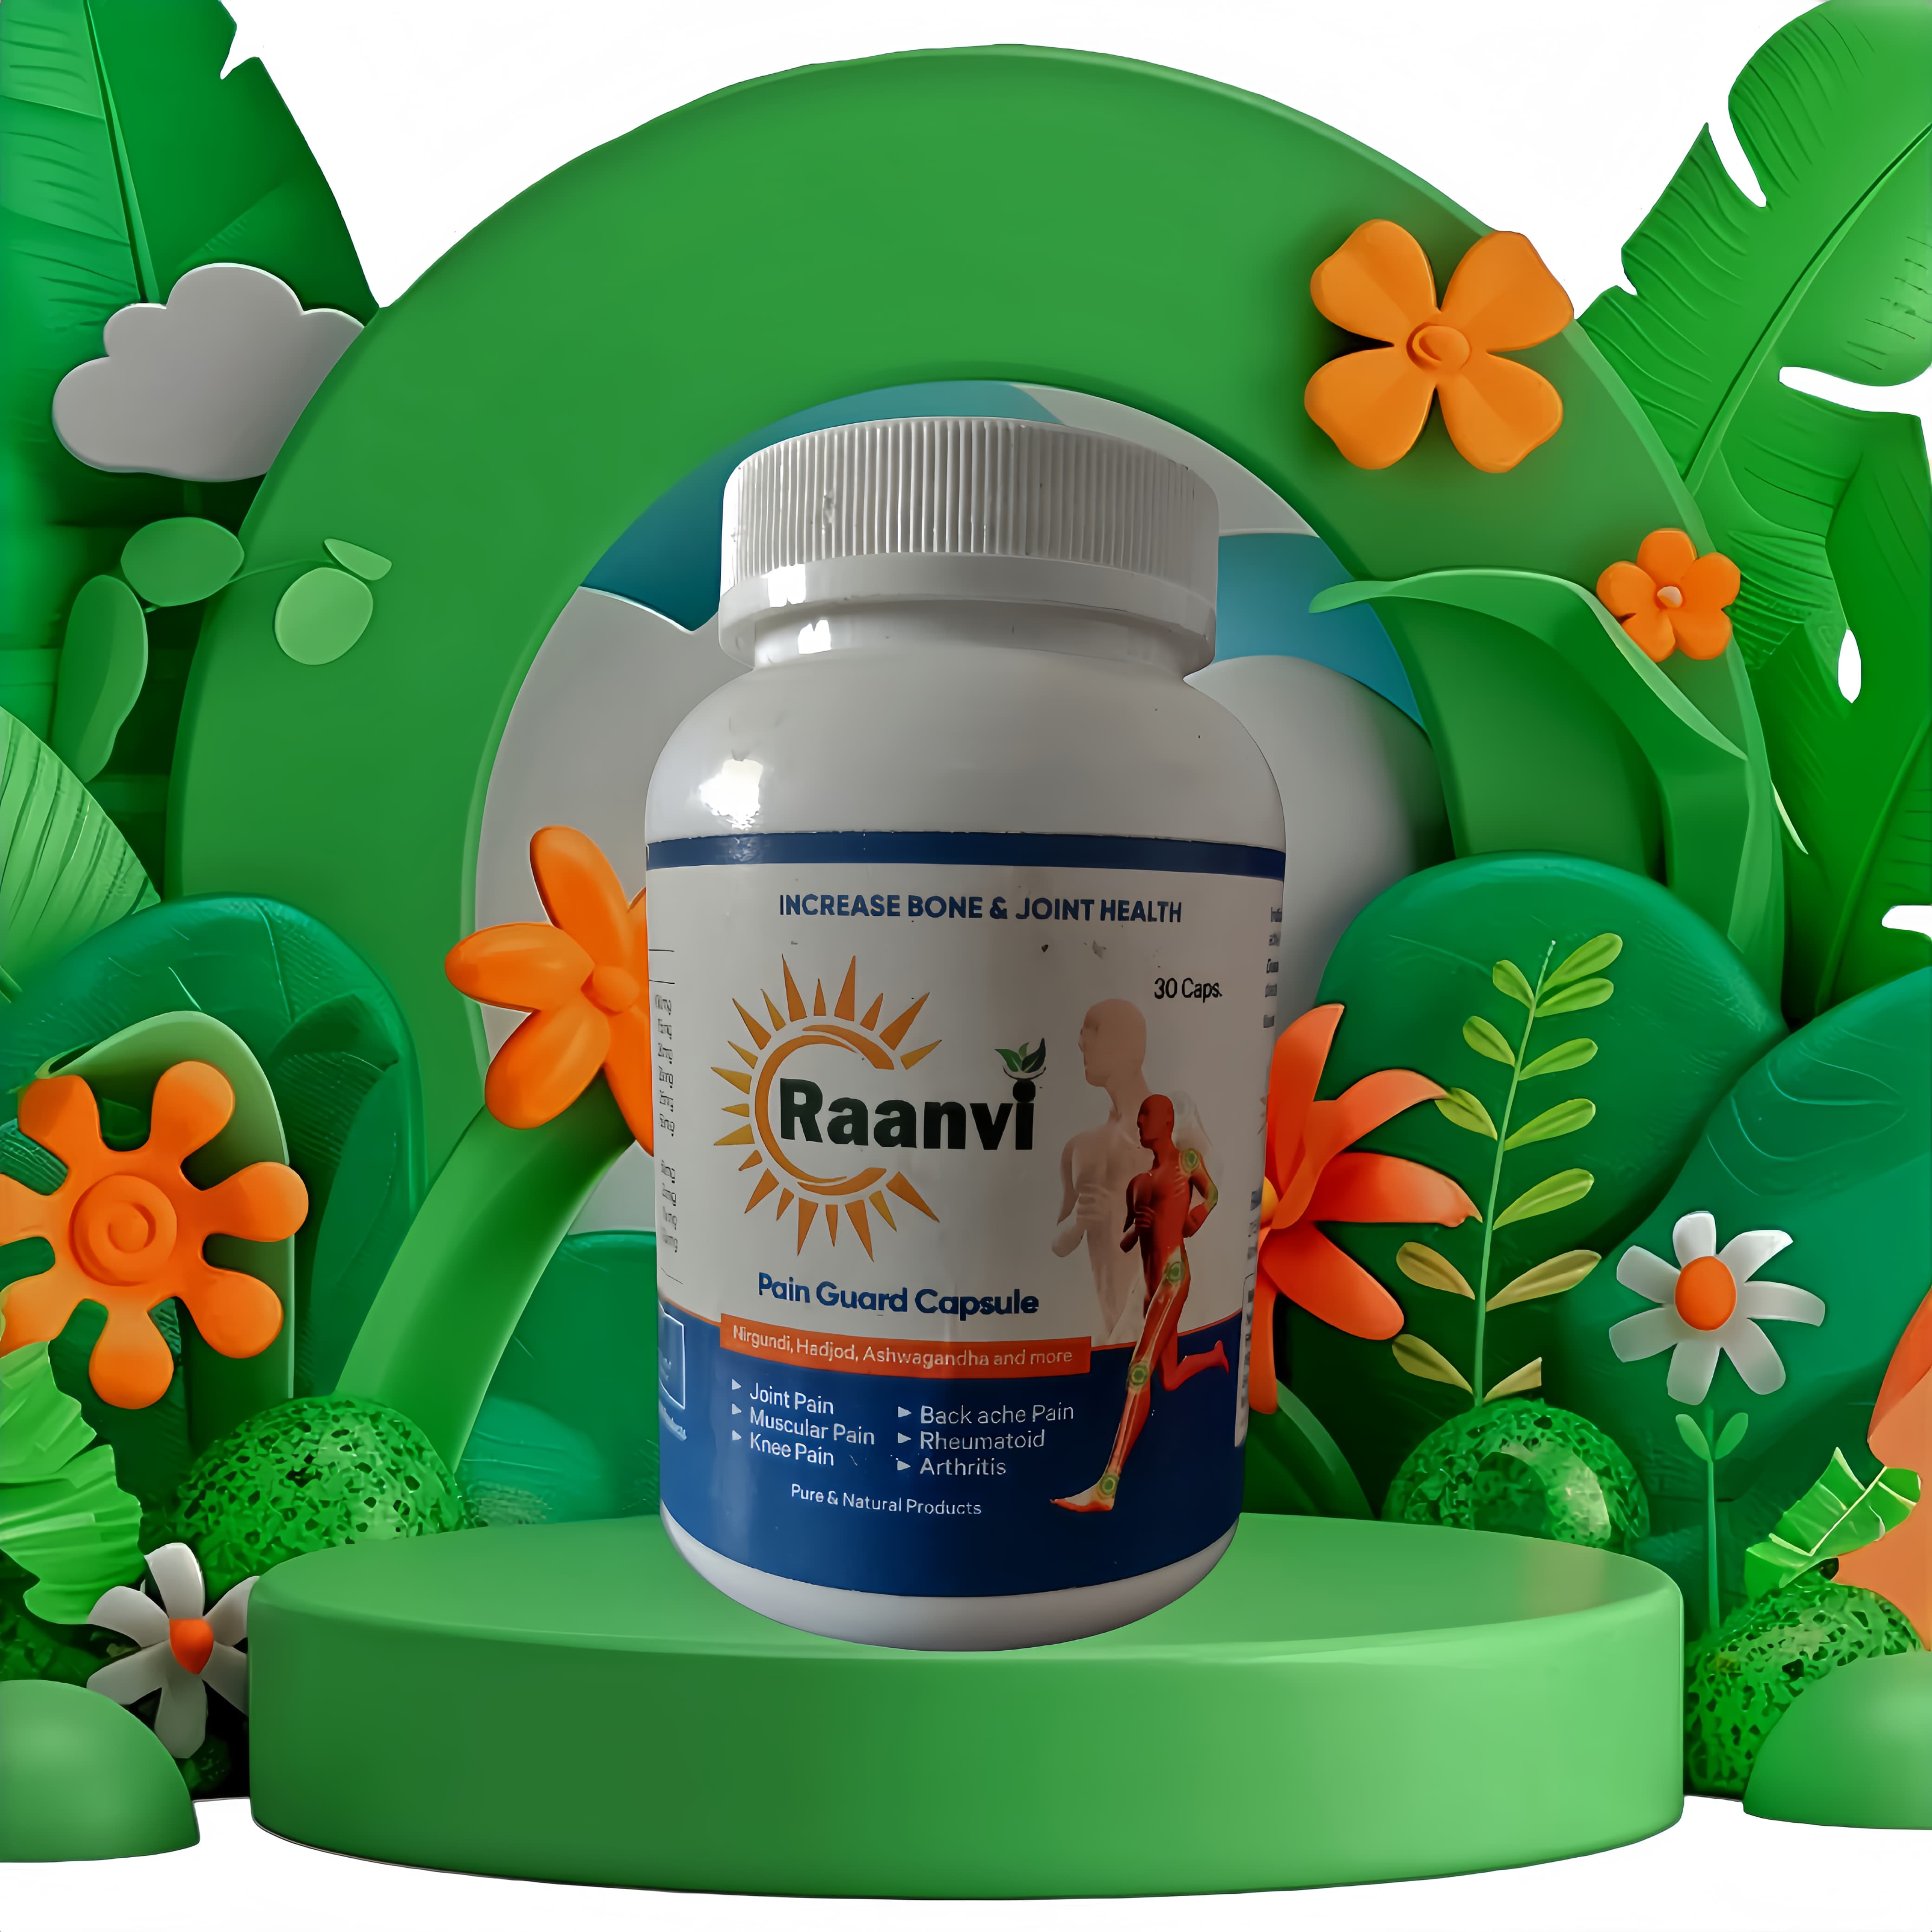 INCREASE BONE & JOINT HEALTH
30 Caps.
Raanvi
Pain Guard Capsule
Nirgundi, Hadjod, Ashwagandha and more
► Joint Pain
► Muscular Pain
► Knee Pain
► Back ache Pain
► Rheumatoid
► Arthritis
Pure & Natural Products